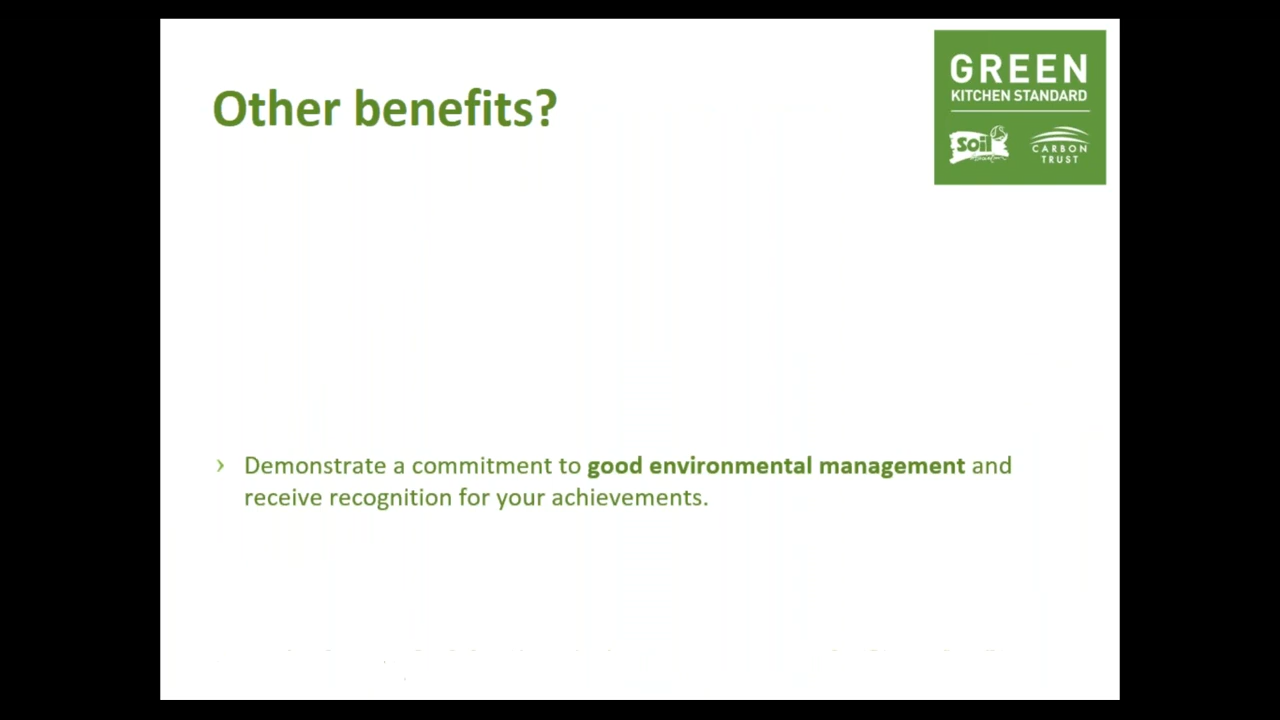 Other benefits?
GREEN
KITCHEN STANDARD
soil
CARBON
TRUST
› Demonstrate a commitment to good environmental management and
receive recognition for your achievements.